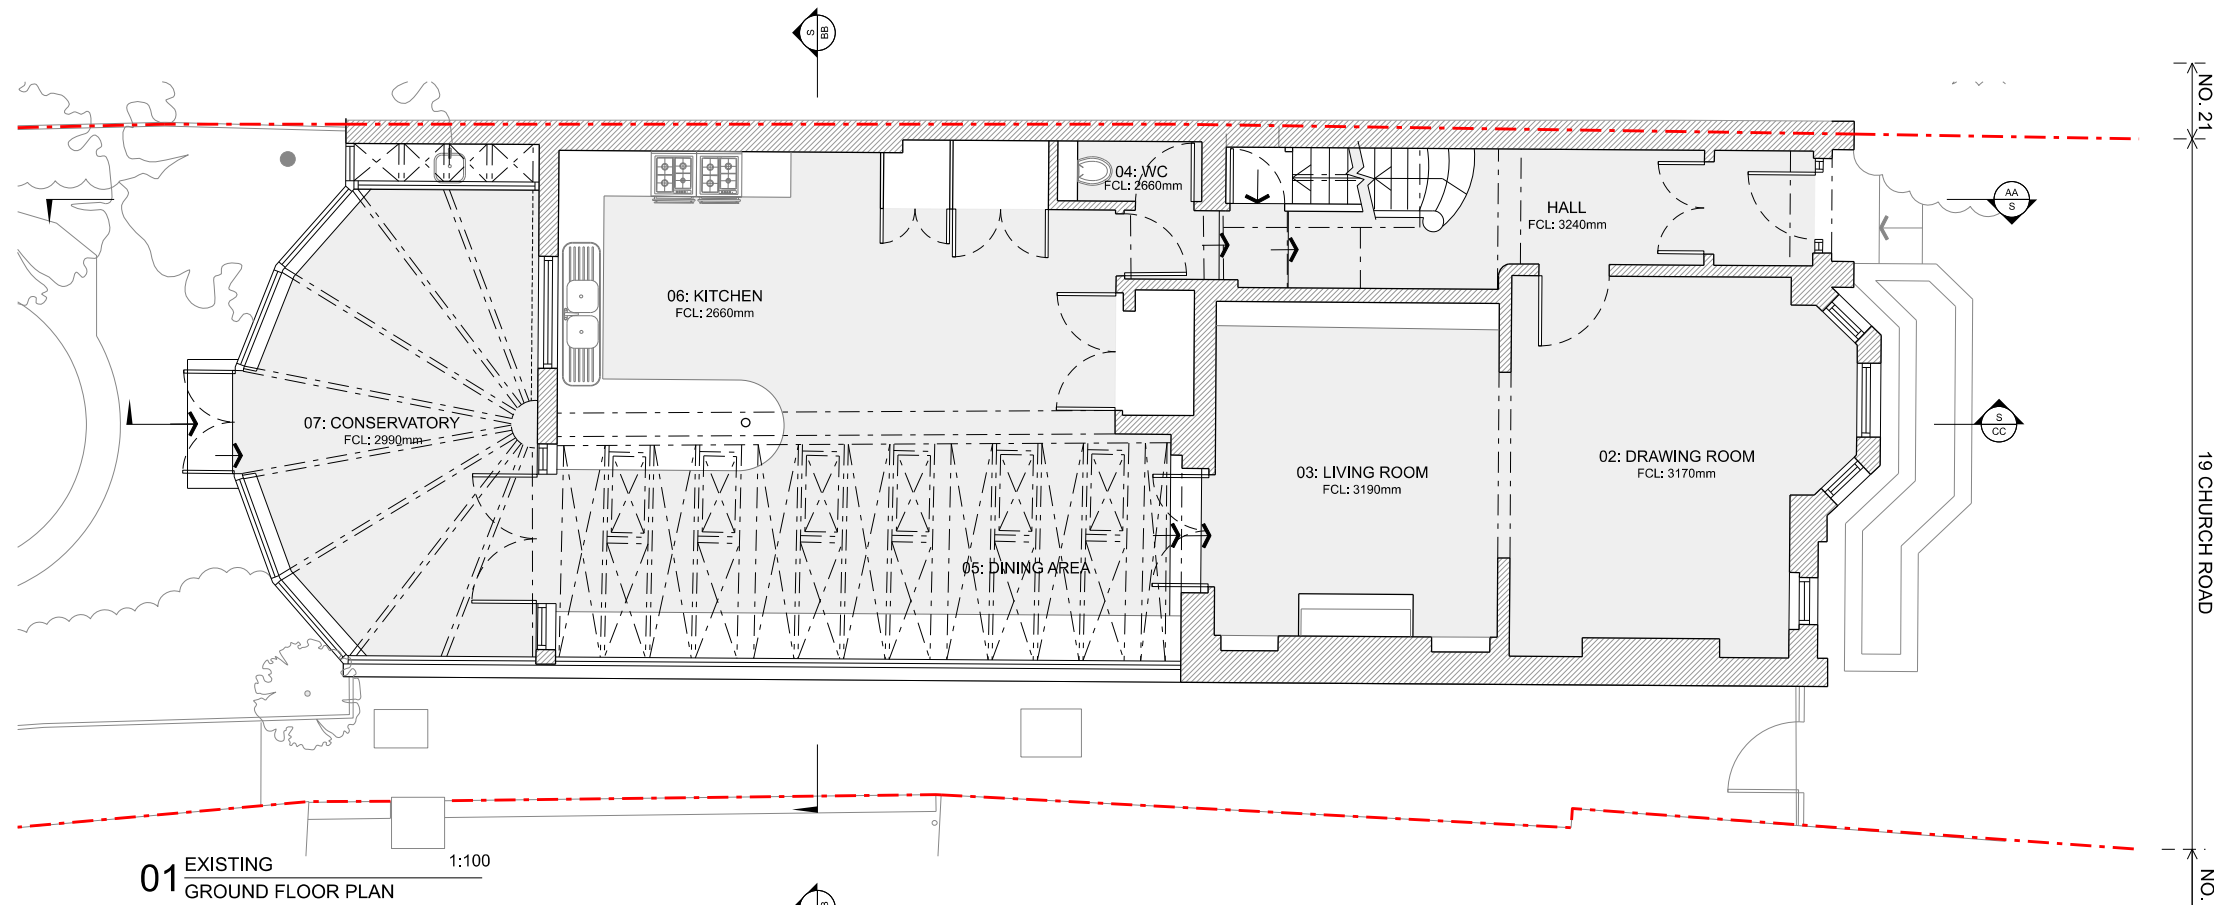 S
BB
NO. 21
04: WC
FCL: 2660mm
AA
S
HALL
FCL: 3240mm
06: KITCHEN
FCL: 2660mm
07: CONSERVATORY
FCL: 2990mm
S
CC
03: LIVING ROOM
FCL: 3190mm
02: DRAWING ROOM
FCL: 3170mm
19 CHURCH ROAD
05: DINING AREA
01
EXISTING
1:100
GROUND FLOOR PLAN
NO.